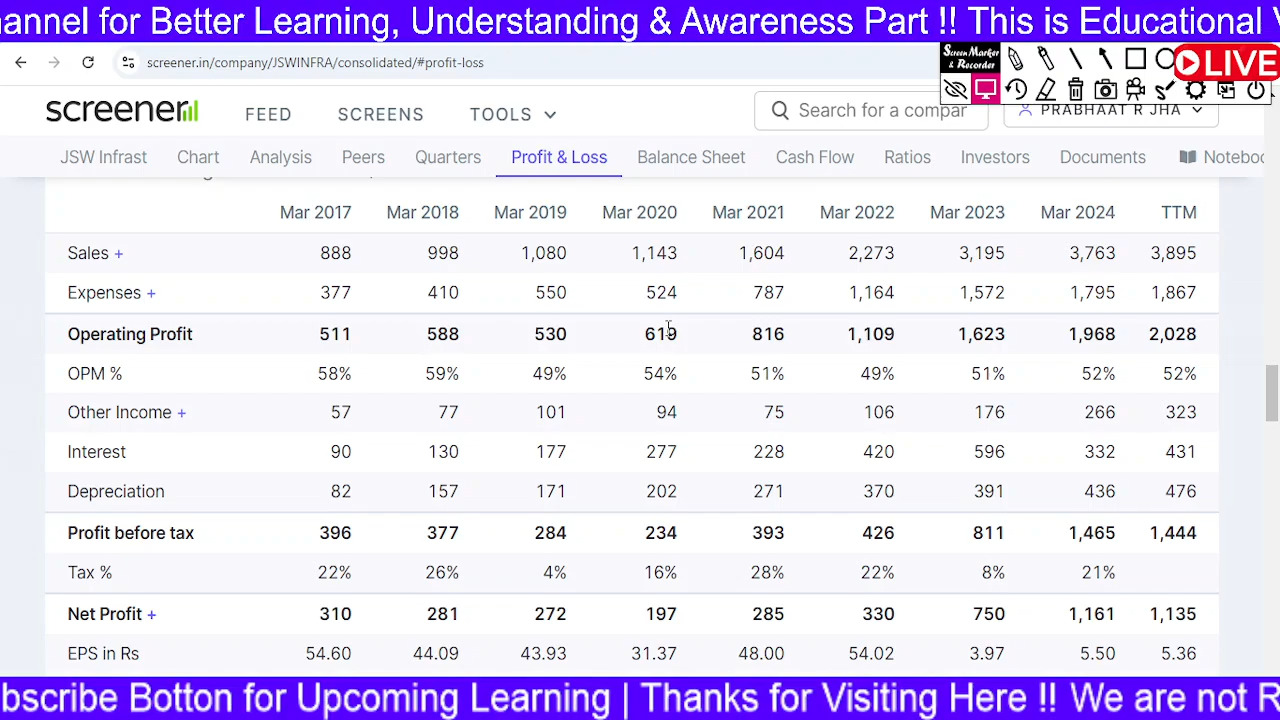 hannel for Better Learning, Understanding & Awareness Part !! This is Educational V
screener.in/company/JSWINFRA/consolidated/#profit-loss
Screen Marker
& Recorder
LIVE
screener
FEED
SCREENS
TOOLS
Search for a compar
PRABHAAT R JHA
JSW Infrast Chart Analysis Peers Quarters Profit & Loss Balance Sheet Cash Flow Ratios Investors Documents Noteboo
Mar 2017 Mar 2018 Mar 2019 Mar 2020 Mar 2021 Mar 2022 Mar 2023 Mar 2024 TTM
Sales + 888 998 1,080 1,143 1,604 2,273 3,195 3,763 3,895
Expenses + 377 410 550 524 787 1,164 1,572 1,795 1,867
Operating Profit 511 588 530 619 816 1,109 1,623 1,968 2,028
OPM % 58% 59% 49% 54% 51% 49% 51% 52% 52%
Other Income + 57 77 101 94 75 106 176 266 323
Interest 90 130 177 277 228 420 596 332 431
Depreciation 82 157 171 202 271 370 391 436 476
Profit before tax 396 377 284 234 393 426 811 1,465 1,444
Tax % 22% 26% 4% 16% 28% 22% 8% 21%
Net Profit + 310 281 272 197 285 330 750 1,161 1,135
EPS in Rs 54.60 44.09 43.93 31.37 48.00 54.02 3.97 5.50 5.36
bscribe Botton for Upcoming Learning | Thanks for Visiting Here !! We are not R